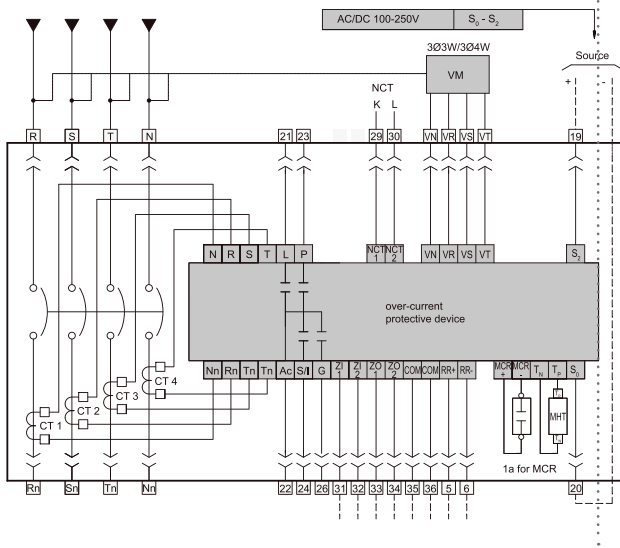 AC/DC 100-250V S0 - S2
3Ø3W/3Ø4W
Source
VM
NCT
+ -
K L
R S T N 21 23 29 30 VN VR VS VT 19
N R S T L P NCT 1 NCT 2 VN VR VS VT S2
over-current
protective device
Nn Rn Tn Tn Ac S/I G ZI 1 ZI 2 ZO 1 ZO 2 COM COM RR+ RR- MCR + MCR - TN TP S0
CT 4
CT 3
CT 2
CT 1
MHT
1a for MCR
Rn Sn Tn Nn 22 24 26 31 32 33 34 35 36 5 6 20